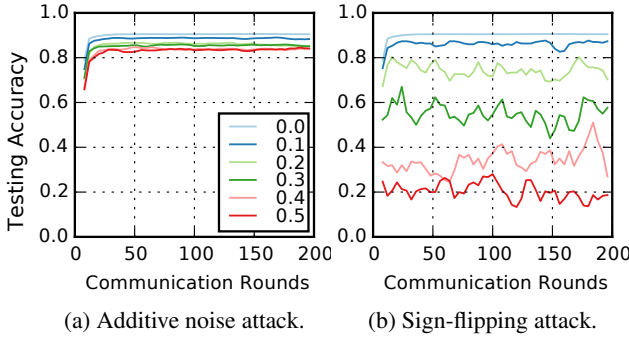 1.0
0.8
0.6
0.4
0.2
0.0
Testing Accuracy
0 50 100 150 200
Communication Rounds
0.0
0.1
0.2
0.3
0.4
0.5
(a) Additive noise attack.
1.0
0.8
0.6
0.4
0.2
0.0
0 50 100 150 200
Communication Rounds
(b) Sign-flipping attack.